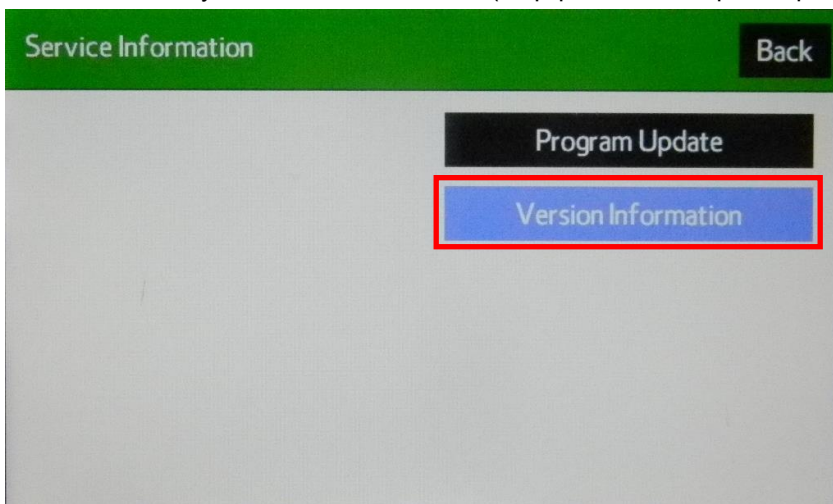 Service Information
Back
Program Update
Version Information